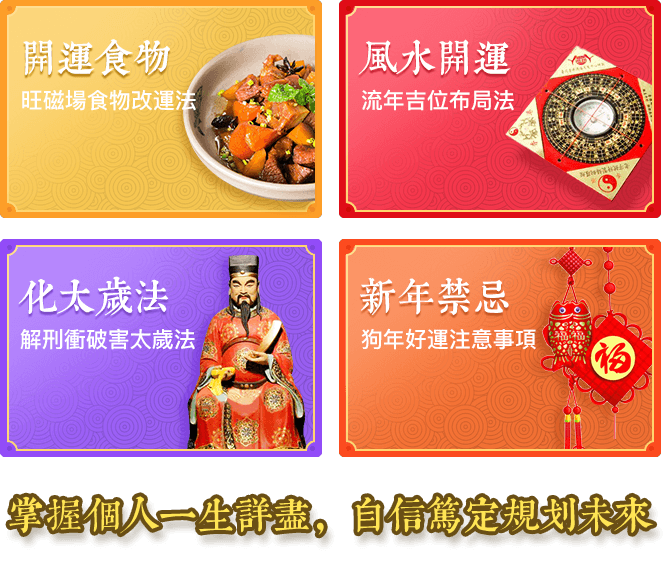 開運食物
旺磁場食物改運法
風水開運
流年吉位布局法
化太歲法
解刑衝破害太歲法
新年禁忌
狗年好運注意事項
福
掌握個人一生詳盡，自信篤定規划未來